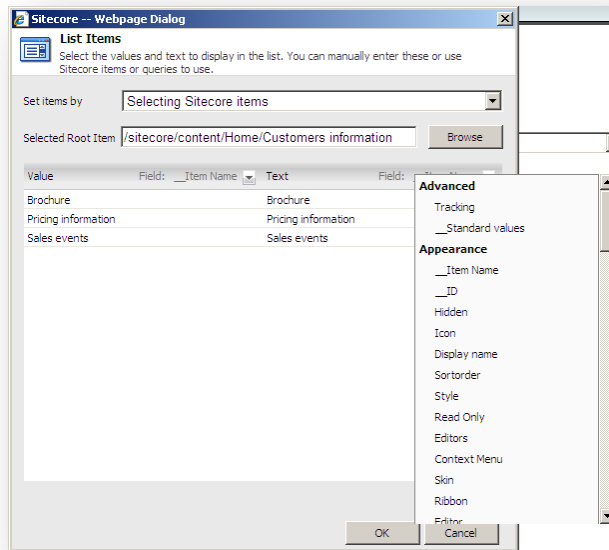 Sitecore -- Webpage Dialog
List Items
Select the values and text to display in the list. You can manually enter these or use
Sitecore items or queries to use.
Set items by Selecting Sitecore items
Selected Root Item /sitecore/content/Home/Customers information Browse
Value Field: __Item Name Text Field:
Brochure Brochure
Pricing information Pricing information
Sales events Sales events
Advanced
Tracking
__Standard values
Appearance
__Item Name
__ID
Hidden
Icon
Display name
Sortorder
Style
Read Only
Editors
Context Menu
Skin
Ribbon
Editor
OK Cancel